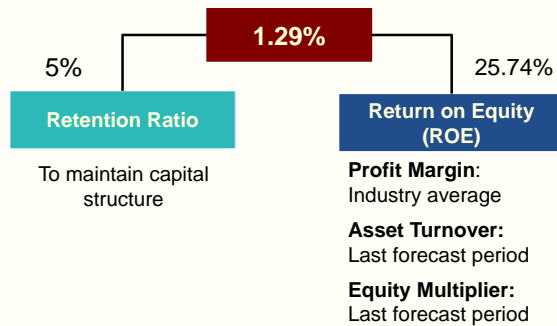 1.29%
5%
25.74%
Retention Ratio
Return on Equity
(ROE)
To maintain capital
structure
Profit Margin:
Industry average
Asset Turnover:
Last forecast period
Equity Multiplier:
Last forecast period